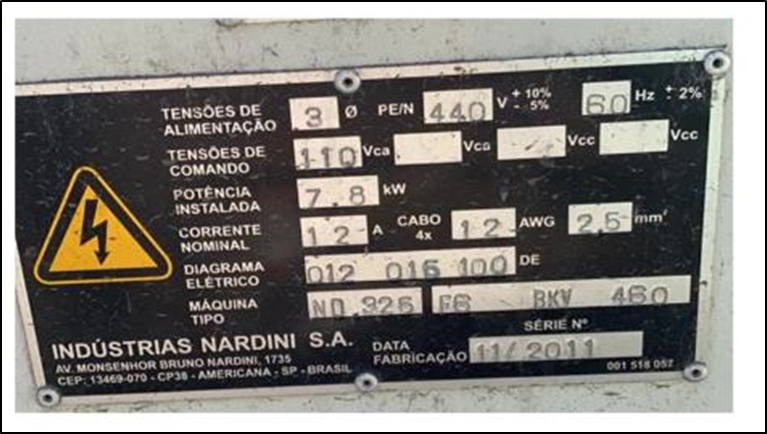 TENSÕES DE ALIMENTAÇÃO 3 Ø PE/N 440 V + 10% - 5% 60 Hz ± 2%
TENSÕES DE COMANDO 110 Vca Vca Vcc Vcc
POTÊNCIA INSTALADA 7.8 kW
CORRENTE NOMINAL 12 A CABO 4x 12 AWG 2,5 mm²
DIAGRAMA ELÉTRICO 012 016 100 DE
MÁQUINA TIPO ND.325 E6 BKV 460
SÉRIE Nº
INDÚSTRIAS NARDINI S.A. DATA FABRICAÇÃO 11/2011
AV. MONSENHOR BRUNO NARDINI, 1735
CEP: 13469-070 - CP38 - AMERICANA - SP - BRASIL
001 518 052